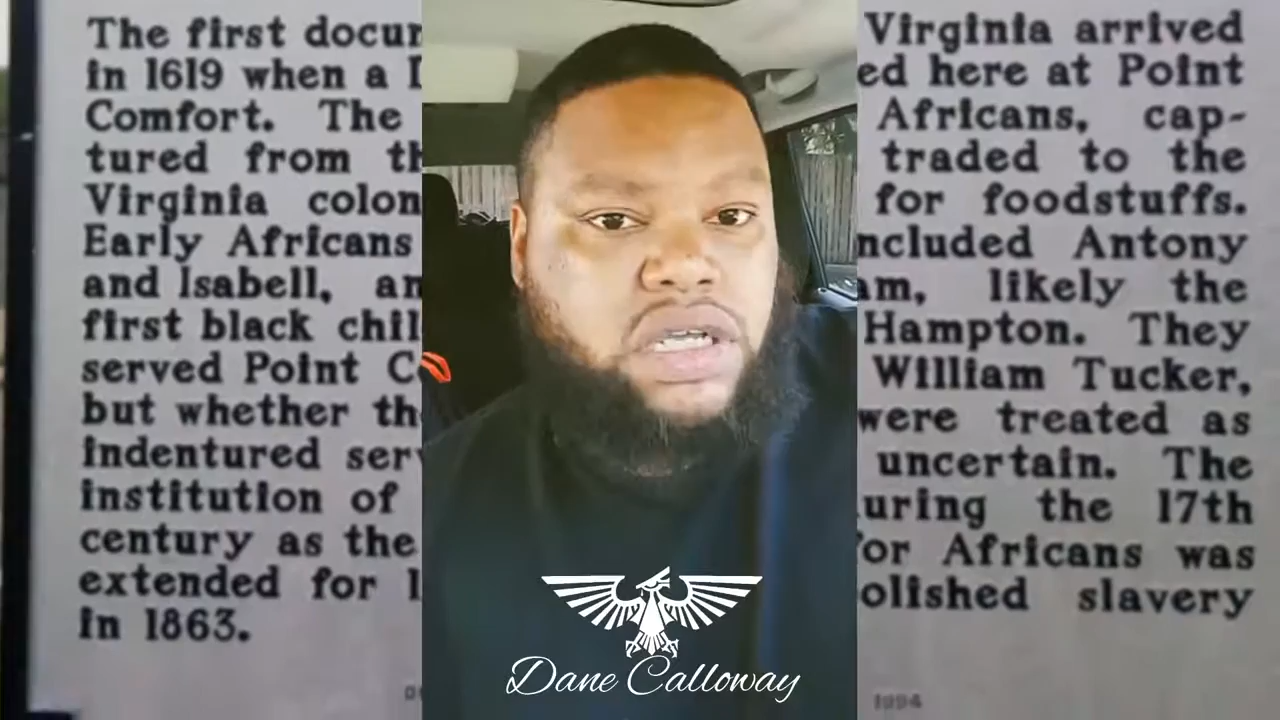 The first docu Virginia arrived
in 1619 when a ed here at Point
Comfort. The Africans, cap-
tured from th traded to the
Virginia colon for foodstuffs.
Early Africans ncluded Antony
and Isabell, an am, likely the
first black chil Hampton. They
served Point C William Tucker,
but whether th were treated as
indentured ser uncertain. The
institution of uring the 17th
century as the for Africans was
extended for olished slavery
in 1863.
1994
Dane Calloway